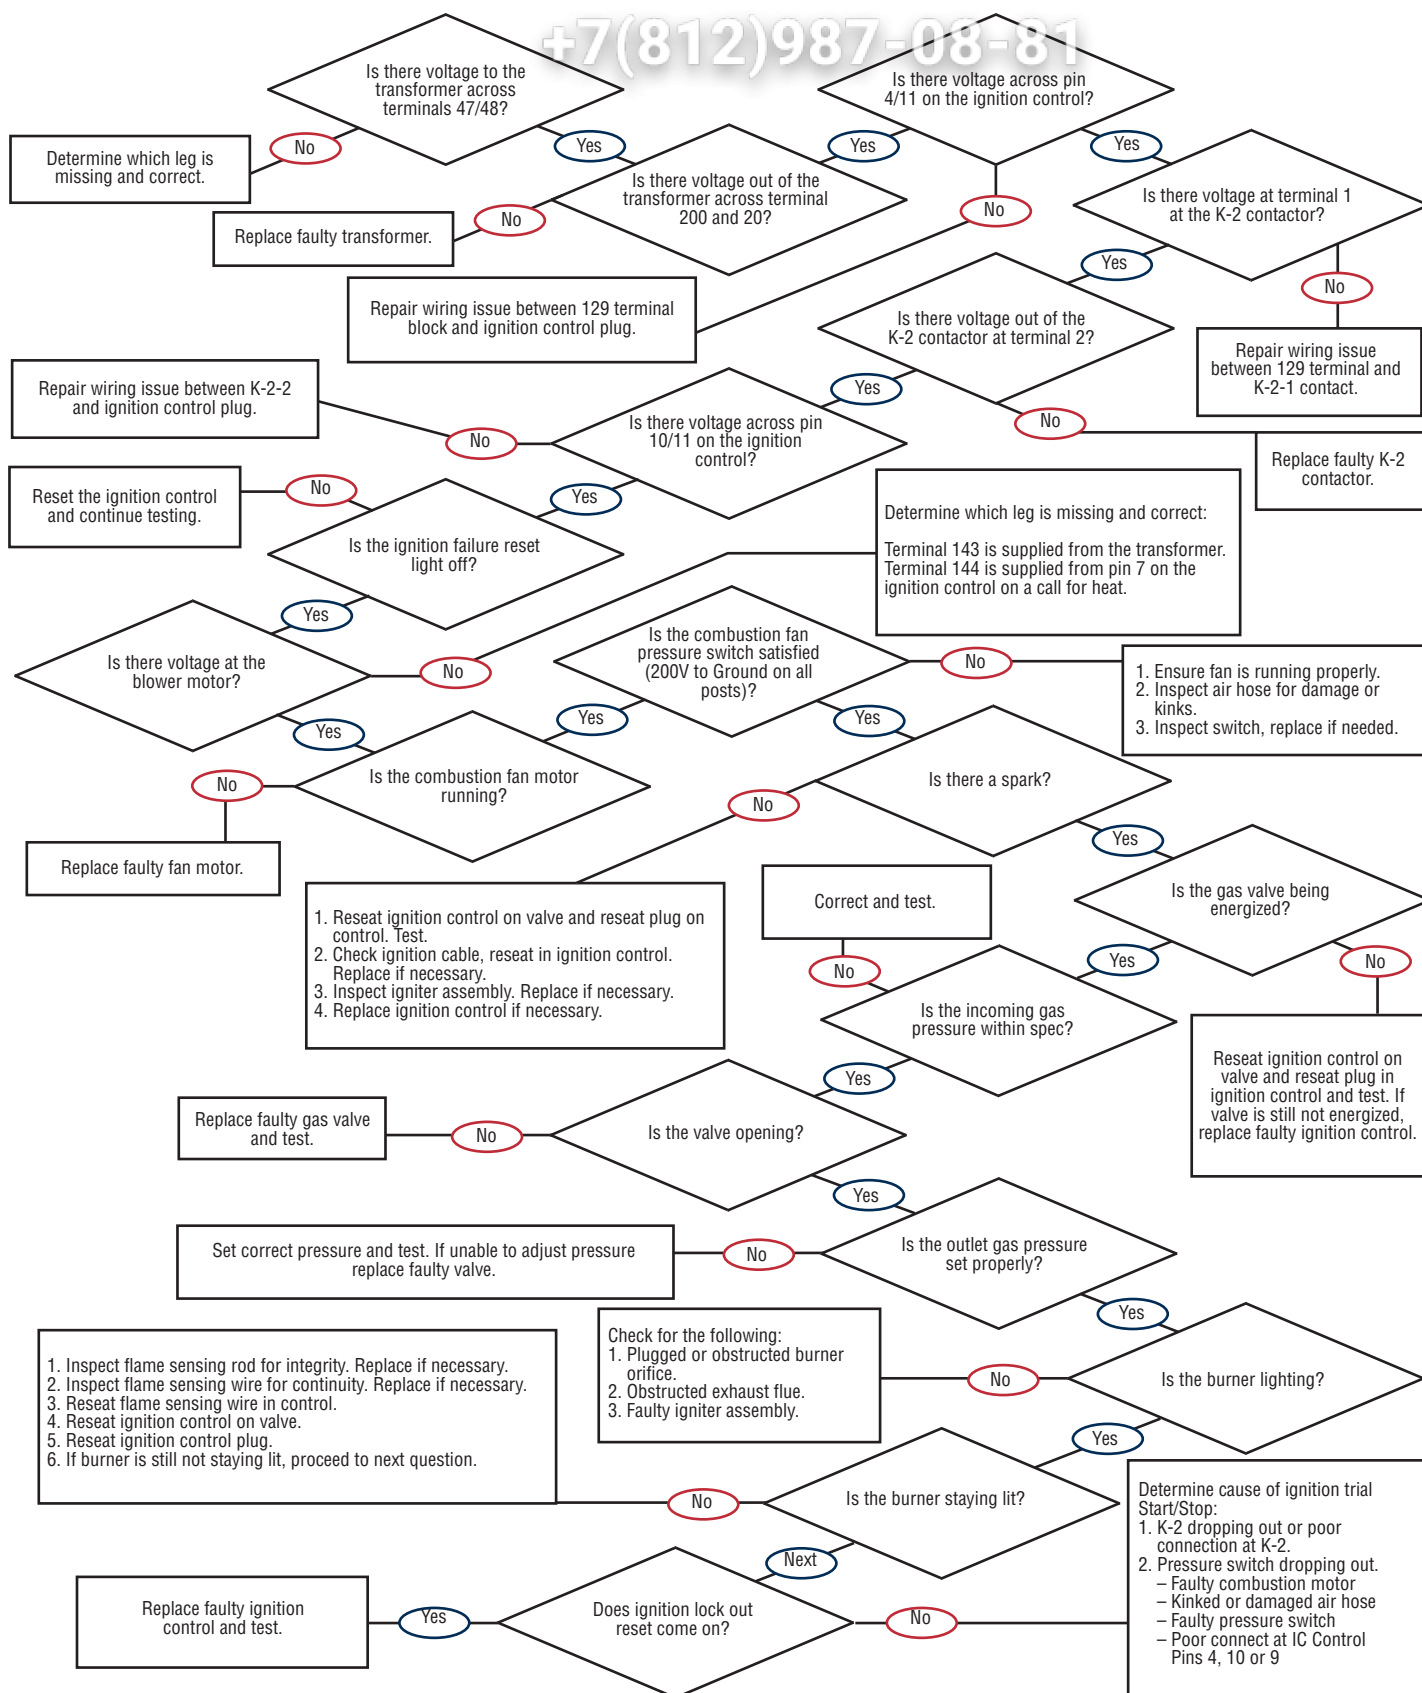 +7(812)987-08-81
Is there voltage to the
transformer across
terminals 47/48?
Is there voltage across pin
4/11 on the ignition control?
No
Yes
Yes
Yes
Determine which leg is
missing and correct.
Is there voltage out of the
transformer across terminal
200 and 20?
Is there voltage at terminal 1
at the K-2 contactor?
No
No
Replace faulty transformer.
Yes
No
Repair wiring issue between 129 terminal
block and ignition control plug.
Is there voltage out of the
K-2 contactor at terminal 2?
Repair wiring issue
between 129 terminal and
K-2-1 contact.
Repair wiring issue between K-2-2
and ignition control plug.
Yes
No
Is there voltage across pin
10/11 on the ignition
control?
No
Replace faulty K-2
contactor.
Reset the ignition control
and continue testing.
No
Yes
Determine which leg is missing and correct:
Terminal 143 is supplied from the transformer.
Terminal 144 is supplied from pin 7 on the
ignition control on a call for heat.
Is the ignition failure reset
light off?
Yes
Is the combustion fan
pressure switch satisfied
(200V to Ground on all
posts)?
No
Is there voltage at the
blower motor?
No
1. Ensure fan is running properly.
2. Inspect air hose for damage or
kinks.
3. Inspect switch, replace if needed.
Yes
Yes
Yes
Is the combustion fan motor
running?
Is there a spark?
No
No
Yes
Replace faulty fan motor.
Correct and test.
Is the gas valve being
energized?
1. Reseat ignition control on valve and reseat plug on
control. Test.
2. Check ignition cable, reseat in ignition control.
Replace if necessary.
3. Inspect igniter assembly. Replace if necessary.
4. Replace ignition control if necessary.
No
Yes
No
Is the incoming gas
pressure within spec?
Reseat ignition control on
valve and reseat plug in
ignition control and test. If
valve is still not energized,
replace faulty ignition control.
Yes
Replace faulty gas valve
and test.
No
Is the valve opening?
Yes
Set correct pressure and test. If unable to adjust pressure
replace faulty valve.
No
Is the outlet gas pressure
set properly?
Yes
Check for the following:
1. Plugged or obstructed burner
orifice.
2. Obstructed exhaust flue.
3. Faulty igniter assembly.
No
Is the burner lighting?
1. Inspect flame sensing rod for integrity. Replace if necessary.
2. Inspect flame sensing wire for continuity. Replace if necessary.
3. Reseat flame sensing wire in control.
4. Reseat ignition control on valve.
5. Reseat ignition control plug.
6. If burner is still not staying lit, proceed to next question.
Yes
No
Is the burner staying lit?
Determine cause of ignition trial
Start/Stop:
1. K-2 dropping out or poor
connection at K-2.
2. Pressure switch dropping out.
– Faulty combustion motor
– Kinked or damaged air hose
– Faulty pressure switch
– Poor connect at IC Control
Pins 4, 10 or 9
Next
Replace faulty ignition
control and test.
Yes
Does ignition lock out
reset come on?
No